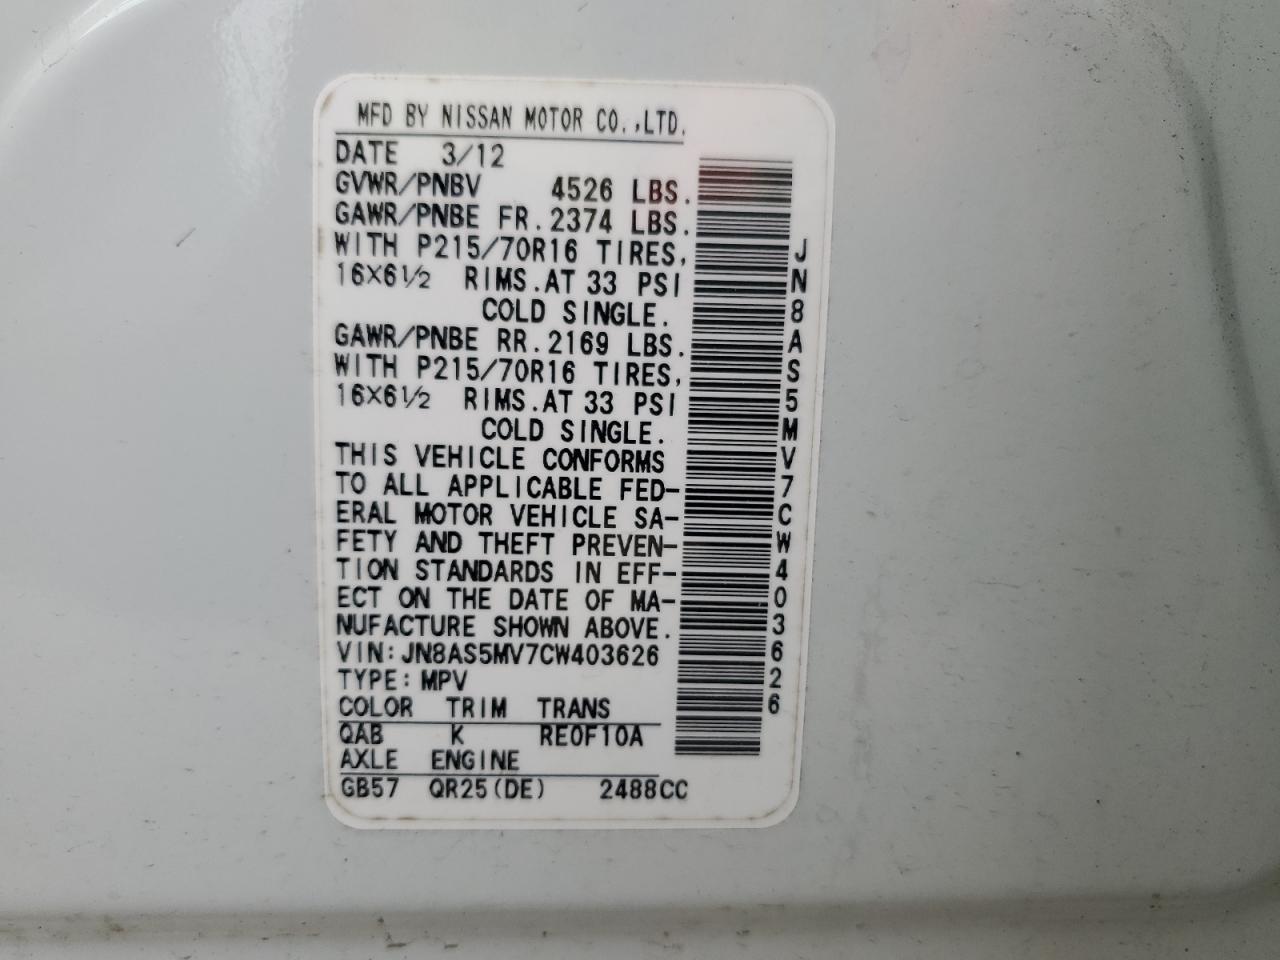 MFD BY NISSAN MOTOR CO.,LTD.
DATE 3/12
GVWR/PNBV 4526 LBS.
GAWR/PNBE FR.2374 LBS.
WITH P215/70R16 TIRES,
16X6½ RIMS.AT 33 PSI
COLD SINGLE.
GAWR/PNBE RR.2169 LBS.
WITH P215/70R16 TIRES,
16X6½ RIMS.AT 33 PSI
COLD SINGLE.
THIS VEHICLE CONFORMS
TO ALL APPLICABLE FED-
ERAL MOTOR VEHICLE SA-
FETY AND THEFT PREVEN-
TION STANDARDS IN EFF-
ECT ON THE DATE OF MA-
NUFACTURE SHOWN ABOVE.
VIN:JN8AS5MV7CW403626
TYPE:MPV
COLOR TRIM TRANS
QAB K RE0F10A
AXLE ENGINE
GB57 QR25(DE) 2488CC
JN8AS5MV7CW403626